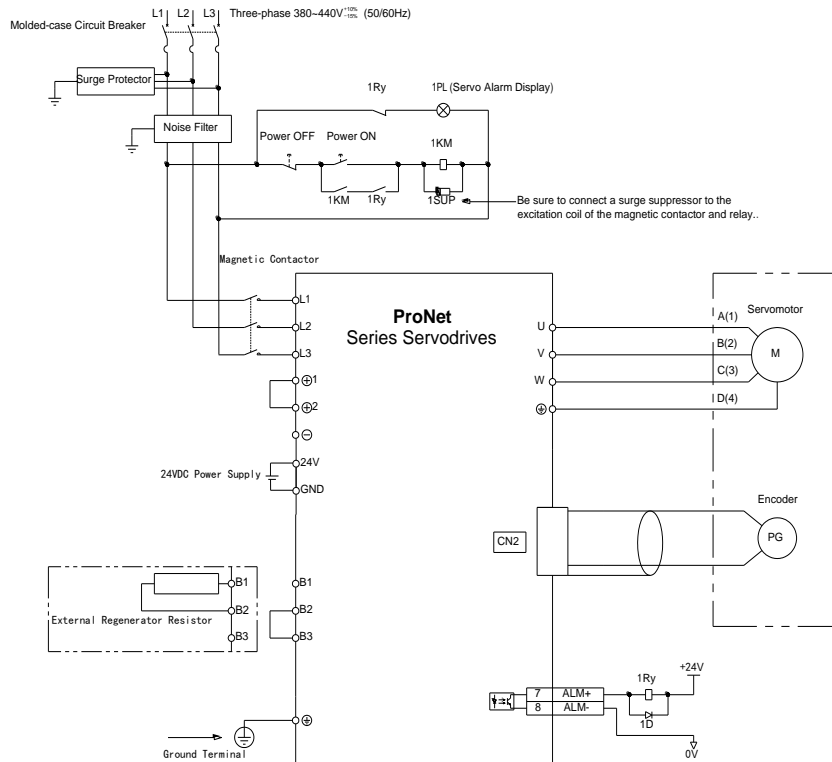 L1 L2 L3 Three-phase 380~440V +10% -15% (50/60Hz)
Molded-case Circuit Breaker
Surge Protector
1Ry 1PL (Servo Alarm Display)
Noise Filter
Power OFF Power ON 1KM
1KM 1Ry 1SUP
Be sure to connect a surge suppressor to the
excitation coil of the magnetic contactor and relay..
Magnetic Contactor
L1
L2
L3
⊕1
⊕2
⊖
24V
24VDC Power Supply
GND
ProNet
Series Servodrives
U
V
W
A(1)
B(2)
C(3)
D(4)
Servomotor
M
Encoder
PG
CN2
B1
B2
External Regenerator Resistor
B3
B1
B2
B3
+24V
1Ry
7 ALM+
8 ALM-
1D
0V
Ground Terminal